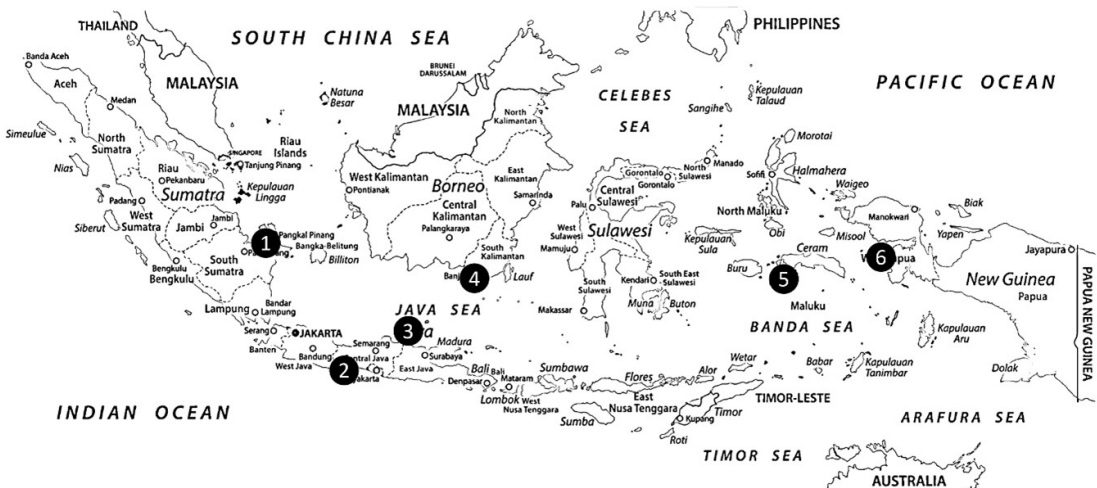 THAILAND
SOUTH CHINA SEA
PHILIPPINES
Banda Aceh
Aceh
MALAYSIA
BRUNEI
DARUSSALAM
PACIFIC OCEAN
Medan
Natuna
Besar
MALAYSIA
CELEBES
SEA
Kepulauan
Talaud
Sangihe
Simeulue
North
Sumatra
North
Kalimantan
Morotai
Nias
SINGAPORE
Riau
Islands
Tanjung Pinang
Riau
Pekanbaru
Sumatra
Kepulauan
Lingga
West Kalimantan
Pontianak
Borneo
East
Kalimantan
Samarinda
Gorontalo
Gorontalo
North
Sulawesi
Manado
Sofifi
Halmahera
Waigeo
Biak
Padang
West
Sumatra
Siberut
Jambi
Jambi
Central
Kalimantan
Palangkaraya
Palu
Central
Sulawesi
Sulawesi
West
Sulawesi
Mamuju
North Maluku
Obi
Kepulauan
Sula
Manokwari
Misool
Yapen
1
Pangkal Pinang
Bangka-Belitung
Billiton
South
Sumatra
Bengkulu
Bengkulu
South
Kalimantan
4
Lauf
South
Sulawesi
Kendari
South East
Sulawesi
Muna
Buton
Makassar
Buru
Ceram
5
Maluku
6
Jayapura
New Guinea
Papua
PAPUA NEW GUINEA
Lampung
Bandar
Lampung
Serang
Banten
JAKARTA
JAVA SEA
3
Madura
BANDA SEA
Kapulauan
Aru
Bandung
West Java
2
Semarang
Surabaya
East Java
Bali
Bali
Denpasar
Mataram
Lombok
West
Nusa Tenggara
Sumbawa
Flores
Alor
Wetar
Babar
Kapulauan
Tanimbar
Dolak
INDIAN OCEAN
Sumba
East
Nusa Tenggara
Kupang
Timor
Roti
TIMOR-LESTE
ARAFURA SEA
TIMOR SEA
AUSTRALIA